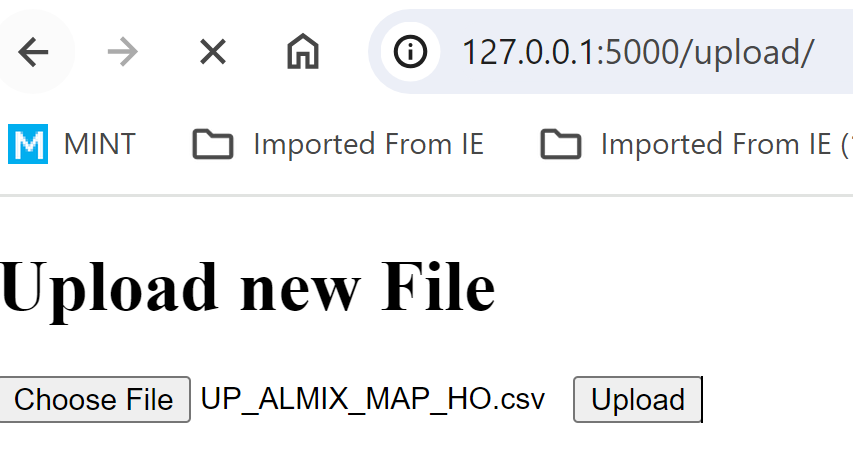 127.0.0.1:5000/upload/
M MINT Imported From IE Imported From IE (
Upload new File
Choose File UP_ALMIX_MAP_HO.csv Upload